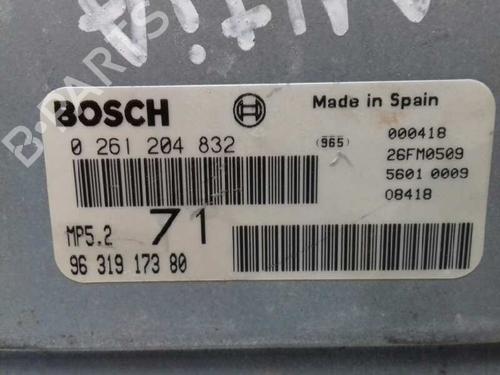 BOSCH
Made in Spain
0 261 204 832
(965)
000418
26FM0509
5601 0009
08418
MP5.2
71
96 319 173 80
B-PARTS